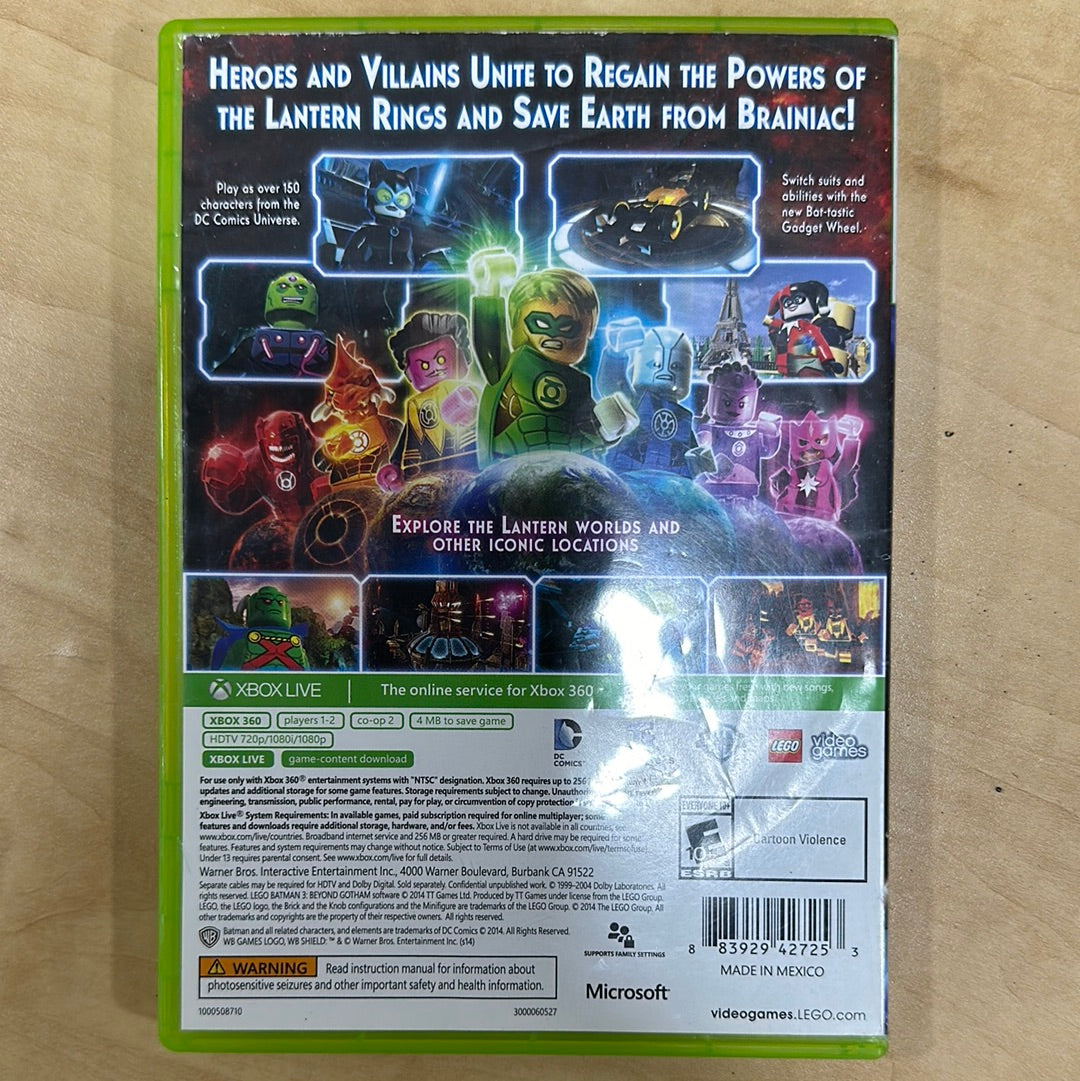 HEROES AND VILLAINS UNITE TO REGAIN THE POWERS OF
THE LANTERN RINGS AND SAVE EARTH FROM BRAINIAC!
Play as over 150
characters from the
DC Comics Universe.
Switch suits and
abilities with the
new Bat-tastic
Gadget Wheel.
EXPLORE THE LANTERN WORLDS AND
OTHER ICONIC LOCATIONS
XBOX LIVE
The online service for Xbox 360
your games fresh with new songs,
XBOX 360
players 1-2
co-op 2
4 MB to save game
HDTV 720p/1080i/1080p
XBOX LIVE
game-content download
DC
COMICS™
LEGO
video
games
For use only with Xbox 360® entertainment systems with "NTSC" designation. Xbox 360 requires up to 256
updates and additional storage for some game features. Storage requirements subject to change.
engineering, transmission, public performance, rental, pay for play, or circumvention of copy protection
Xbox Live® System Requirements: In available games, paid subscription required for online multiplayer;
features and downloads require additional storage, hardware, and/or fees. Xbox Live is not available in all countries, see
www.xbox.com/live/countries. Broadband internet service and 256 MB or greater required. A hard drive may be required for some
features. Features and system requirements may change without notice. Subject to Terms of Use (at www.xbox.com/live/termsofuse).
Under 13 requires parental consent. See www.xbox.com/live for full details.
Warner Bros. Interactive Entertainment Inc., 4000 Warner Boulevard, Burbank CA 91522
Separate cables may be required for HDTV and Dolby Digital. Sold separately. Confidential unpublished work. © 1999-2004 Dolby Laboratories. All
rights reserved. LEGO BATMAN 3: BEYOND GOTHAM software © 2014 TT Games Ltd. Produced by TT Games under license from the LEGO Group.
LEGO, the LEGO logo, the Brick and the Knob configurations and the Minifigure are trademarks of the LEGO Group. © 2014 The LEGO Group. All
other trademarks and copyrights are the property of their respective owners. All rights reserved.
Batman and all related characters, and elements are trademarks of DC Comics © 2014. All Rights Reserved.
WB GAMES LOGO, WB SHIELD: ™ & © Warner Bros. Entertainment Inc. (s14)
WARNING
Read instruction manual for information about
photosensitive seizures and other important safety and health information.
1000508710
3000060527
EVERYONE 10+
ESRB
Cartoon Violence
SUPPORTS FAMILY SETTINGS
Microsoft
8 83929 42725 3
MADE IN MEXICO
videogames.LEGO.com